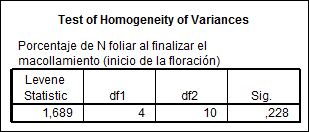 Test of Homogeneity of Variances
Porcentaje de N foliar al finalizar el
macollamiento (inicio de la floración)
Levene
Statistic df1 df2 Sig.
1,689 4 10 ,228